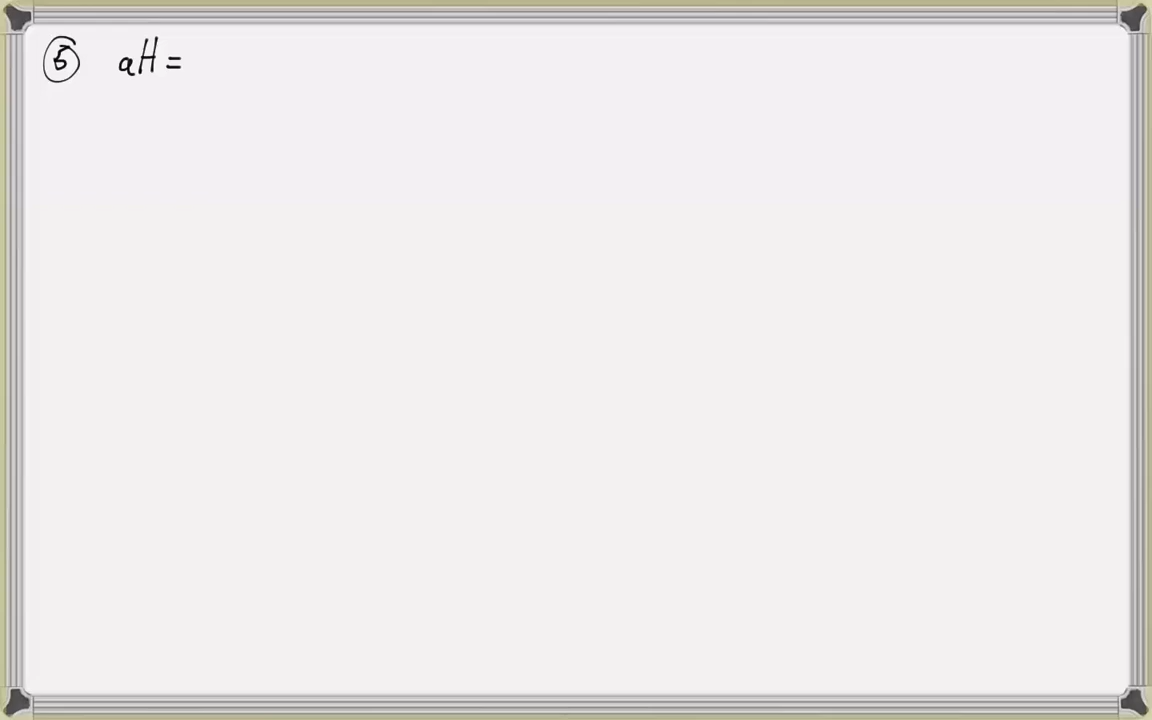 ⑤ aH =